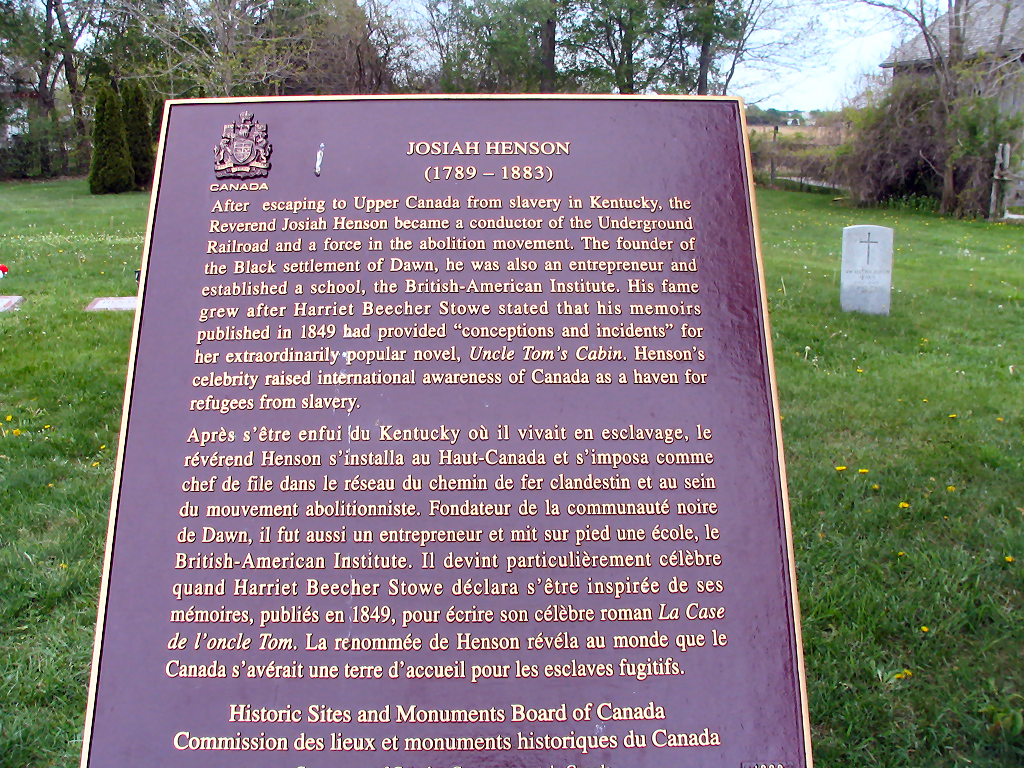 CANADA
JOSIAH HENSON
(1789 – 1883)
After escaping to Upper Canada from slavery in Kentucky, the
Reverend Josiah Henson became a conductor of the Underground
Railroad and a force in the abolition movement. The founder of
the Black settlement of Dawn, he was also an entrepreneur and
established a school, the British-American Institute. His fame
grew after Harriet Beecher Stowe stated that his memoirs
published in 1849 had provided “conceptions and incidents” for
her extraordinarily popular novel, Uncle Tom’s Cabin. Henson’s
celebrity raised international awareness of Canada as a haven for
refugees from slavery.
Après s’être enfui du Kentucky où il vivait en esclavage, le
révérend Henson s’installa au Haut-Canada et s’imposa comme
chef de file dans le réseau du chemin de fer clandestin et au sein
du mouvement abolitionniste. Fondateur de la communauté noire
de Dawn, il fut aussi un entrepreneur et mit sur pied une école, le
British-American Institute. Il devint particulièrement célèbre
quand Harriet Beecher Stowe déclara s’être inspirée de ses
mémoires, publiés en 1849, pour écrire son célèbre roman La Case
de l’oncle Tom. La renommée de Henson révéla au monde que le
Canada s’avérait une terre d’accueil pour les esclaves fugitifs.
Historic Sites and Monuments Board of Canada
Commission des lieux et monuments historiques du Canada